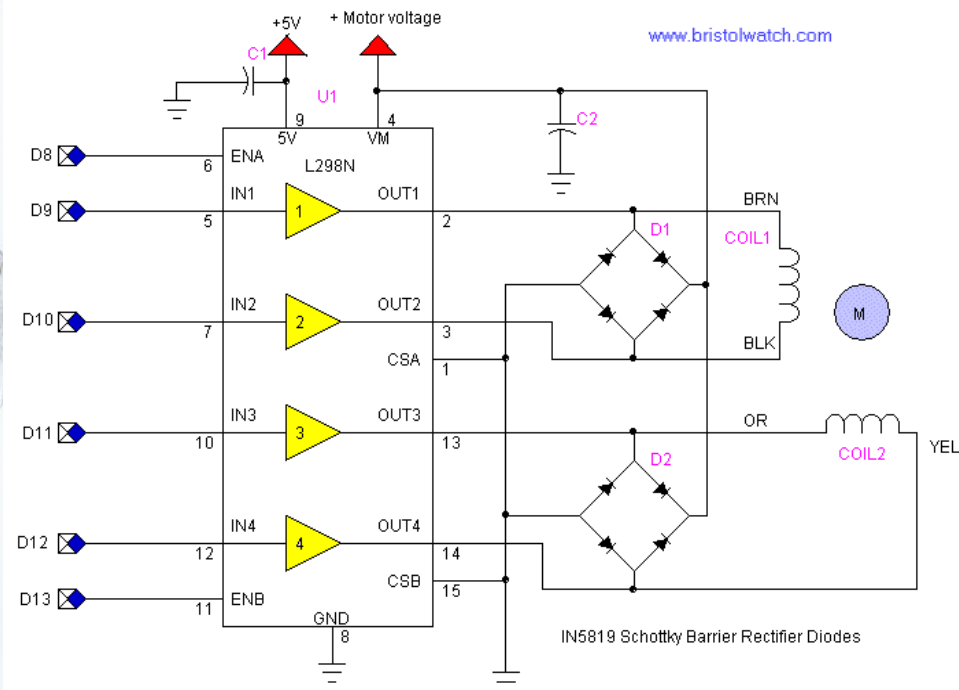 +5V
+ Motor voltage
www.bristolwatch.com
C1
U1
9
4
5V
VM
C2
D8
6
ENA
L298N
D9
5
IN1
1
OUT1
2
BRN
D1
COIL1
D10
7
IN2
2
OUT2
3
M
BLK
CSA
1
D11
10
IN3
3
OUT3
13
OR
COIL2
YEL
D2
D12
12
IN4
4
OUT4
14
CSB
15
D13
11
ENB
GND
8
IN5819 Schottky Barrier Rectifier Diodes